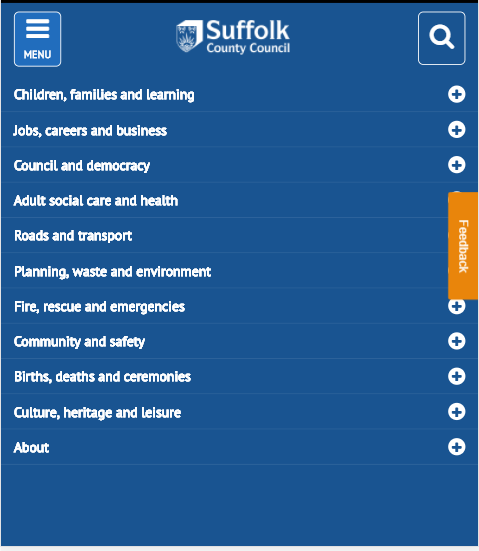 MENU
Suffolk
County Council
Children, families and learning
Jobs, careers and business
Council and democracy
Adult social care and health
Roads and transport
Feedback
Planning, waste and environment
Fire, rescue and emergencies
Community and safety
Births, deaths and ceremonies
Culture, heritage and leisure
About